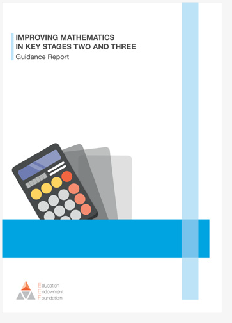 IMPROVING MATHEMATICS
IN KEY STAGES TWO AND THREE
Guidance Report
Education
Endowment
Foundation